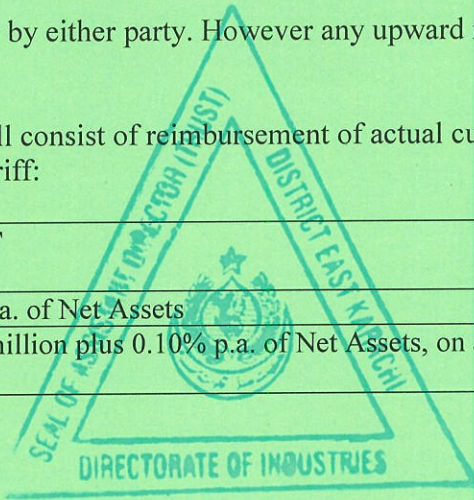 by either party. However any upward
ll consist of reimbursement of actual cu
riff:
a. of Net Assets
nillion plus 0.10% p.a. of Net Assets, on
SEAL OF ASSISTANT DIRECTOR (TRUST)
DISTRICT EAST KARACHI
DIRECTORATE OF INDUSTRIES